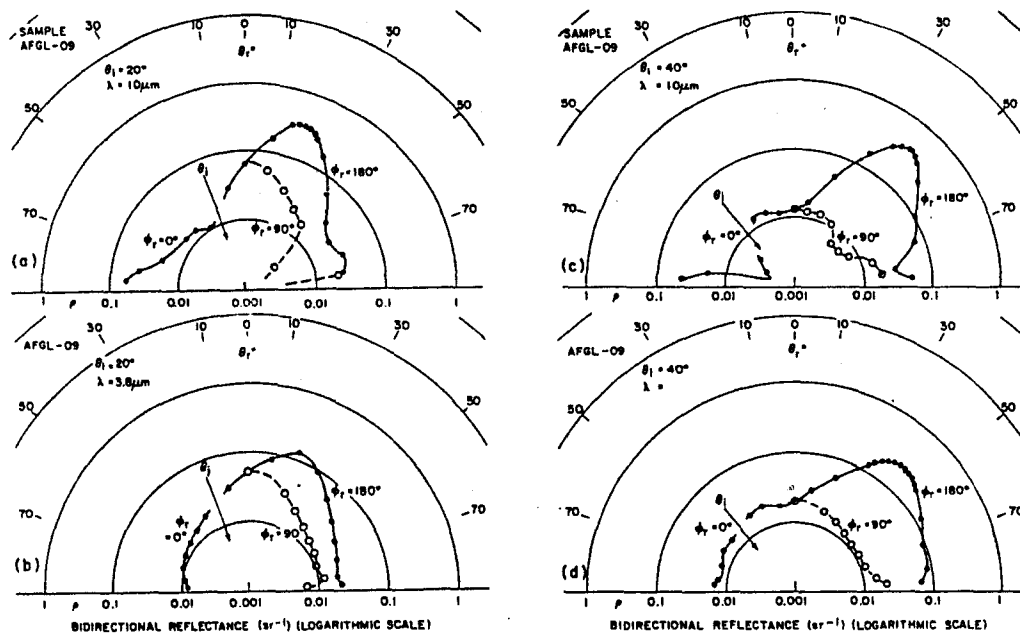 SAMPLE
AFGL-09
θi = 20°
λ = 10μm
30 10 0 10 30
θr°
50 50
70 70
θi
φr = 180°
φr = 0°
φr = 90°
(a)
1 ρ 0.1 0.01 0.001 0.01 0.1 1
AFGL-09
θi = 20°
λ = 3.8μm
30 10 0 10 30
θr°
50 50
70 70
θi
φr = 180°
φr
= 0°
φr = 90
(b)
1 ρ 0.1 0.01 0.001 0.01 0.1 1
BIDIRECTIONAL REFLECTANCE (sr⁻¹) (LOGARITHMIC SCALE)
SAMPLE
AFGL-09
θi = 40°
λ = 10μm
30 10 0 10 30
θr°
50 50
70 70
θi
φr = 180°
φr = 0°
φr = 90°
(c)
1 ρ 0.1 0.01 0.001 0.01 0.1 1
AFGL-09
θi = 40°
λ =
30 10 0 10 30
θr°
50 50
70 70
θi
φr = 180°
φr = 0°
φr = 90°
(d)
1 ρ 0.1 0.01 0.001 0.01 0.1 1
BIDIRECTIONAL REFLECTANCE (sr⁻¹) (LOGARITHMIC SCALE)